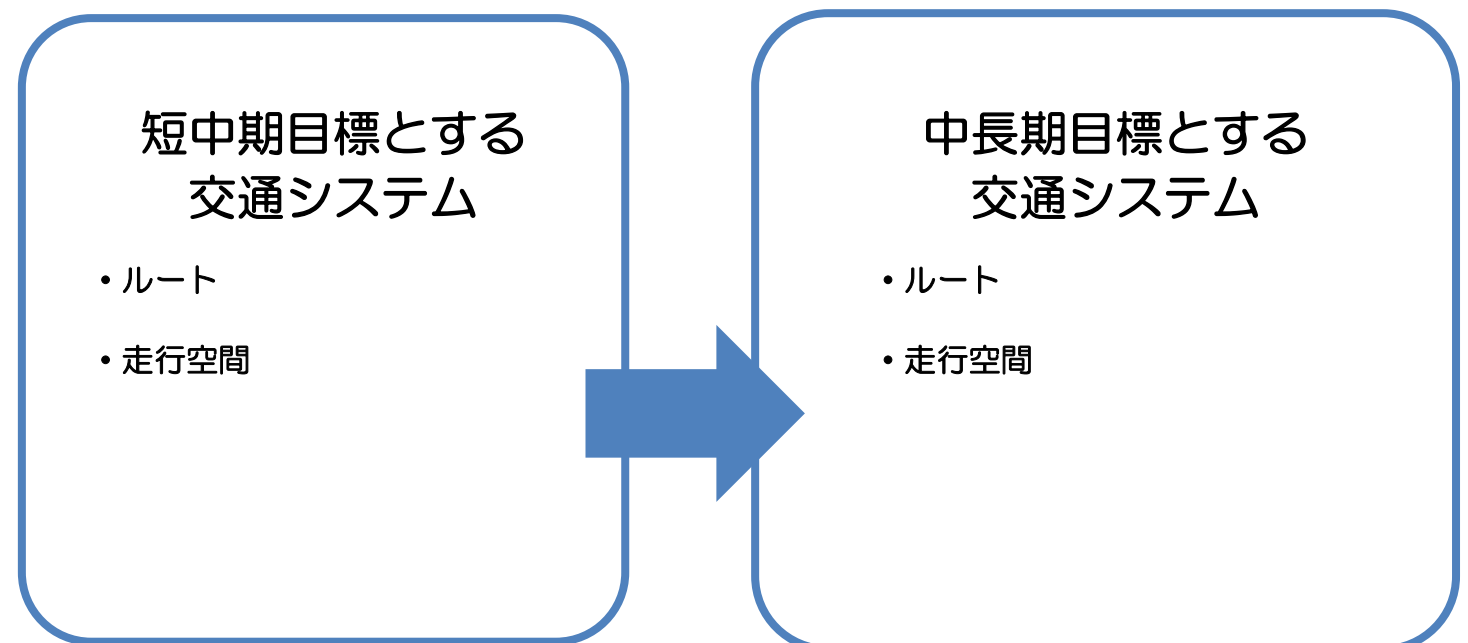 短中期目標とする
交通システム
・ルート
・走行空間
中長期目標とする
交通システム
・ルート
・走行空間